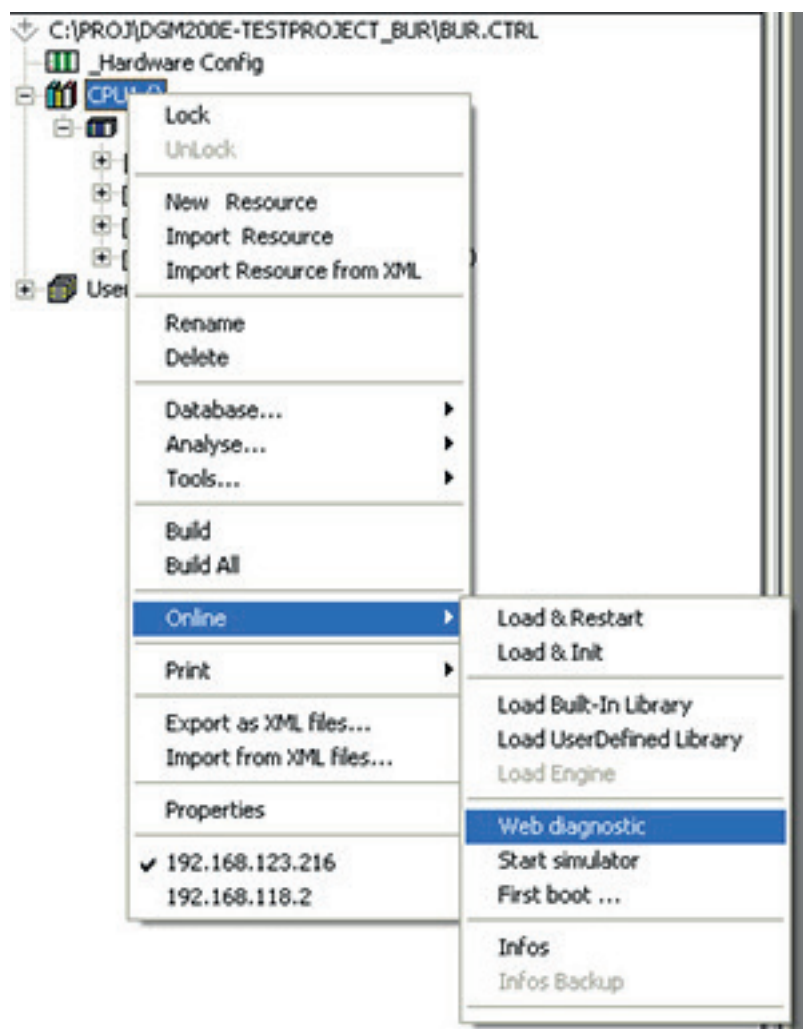 C:\PROJ\DGM200E-TESTPROJECT_BUR\BUR.CTRL
_Hardware Config
User
Lock
UnLock
New Resource
Import Resource
Import Resource from XML
Rename
Delete
Database...
Analyse...
Tools...
Build
Build All
Online
Print
Export as XML files...
Import from XML files...
Properties
192.168.123.216
192.168.118.2
Load & Restart
Load & Init
Load Built-In Library
Load UserDefined Library
Load Engine
Web diagnostic
Start simulator
First boot ...
Infos
Infos Backup